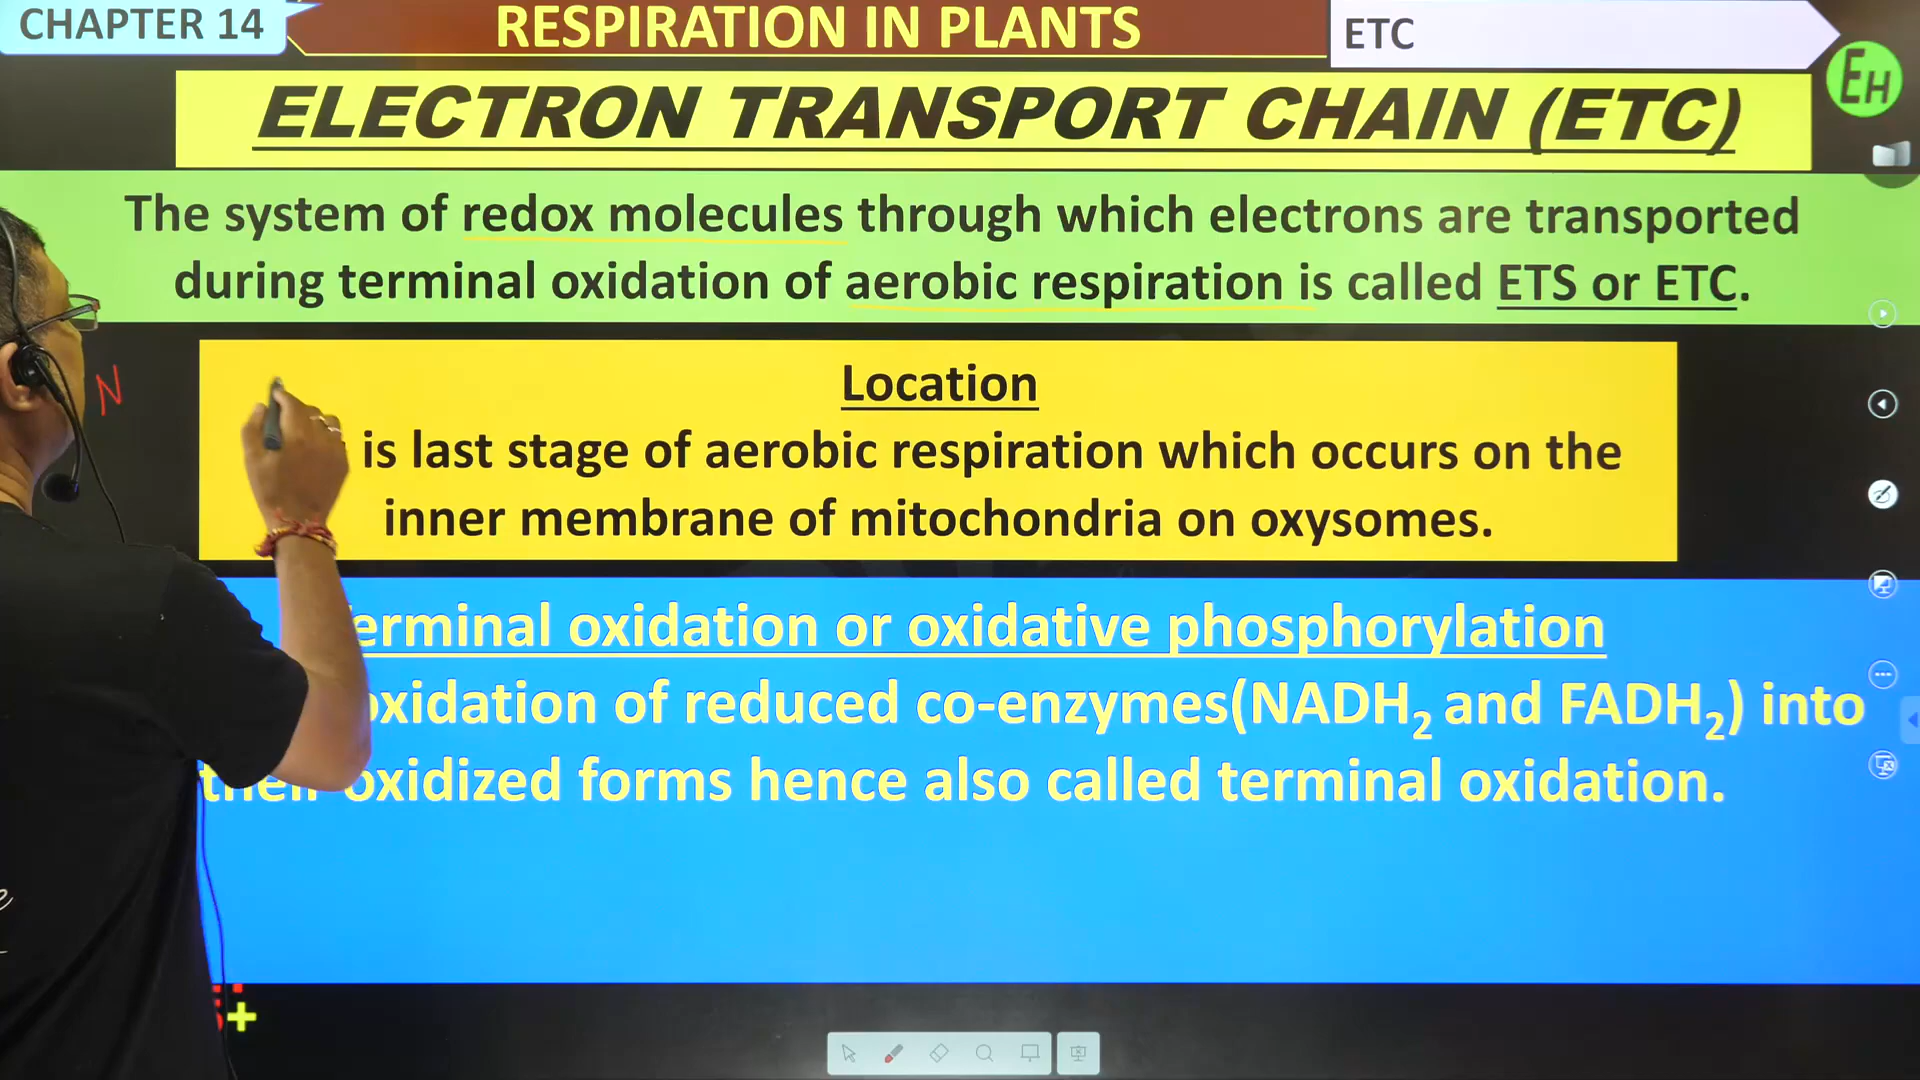 CHAPTER 14
RESPIRATION IN PLANTS
ETC
EH
ELECTRON TRANSPORT CHAIN (ETC)
The system of redox molecules through which electrons are transported
during terminal oxidation of aerobic respiration is called ETS or ETC.
N
Location
is last stage of aerobic respiration which occurs on the
inner membrane of mitochondria on oxysomes.
erminal oxidation or oxidative phosphorylation
oxidation of reduced co-enzymes(NADH₂ and FADH₂) into
their oxidized forms hence also called terminal oxidation.
+